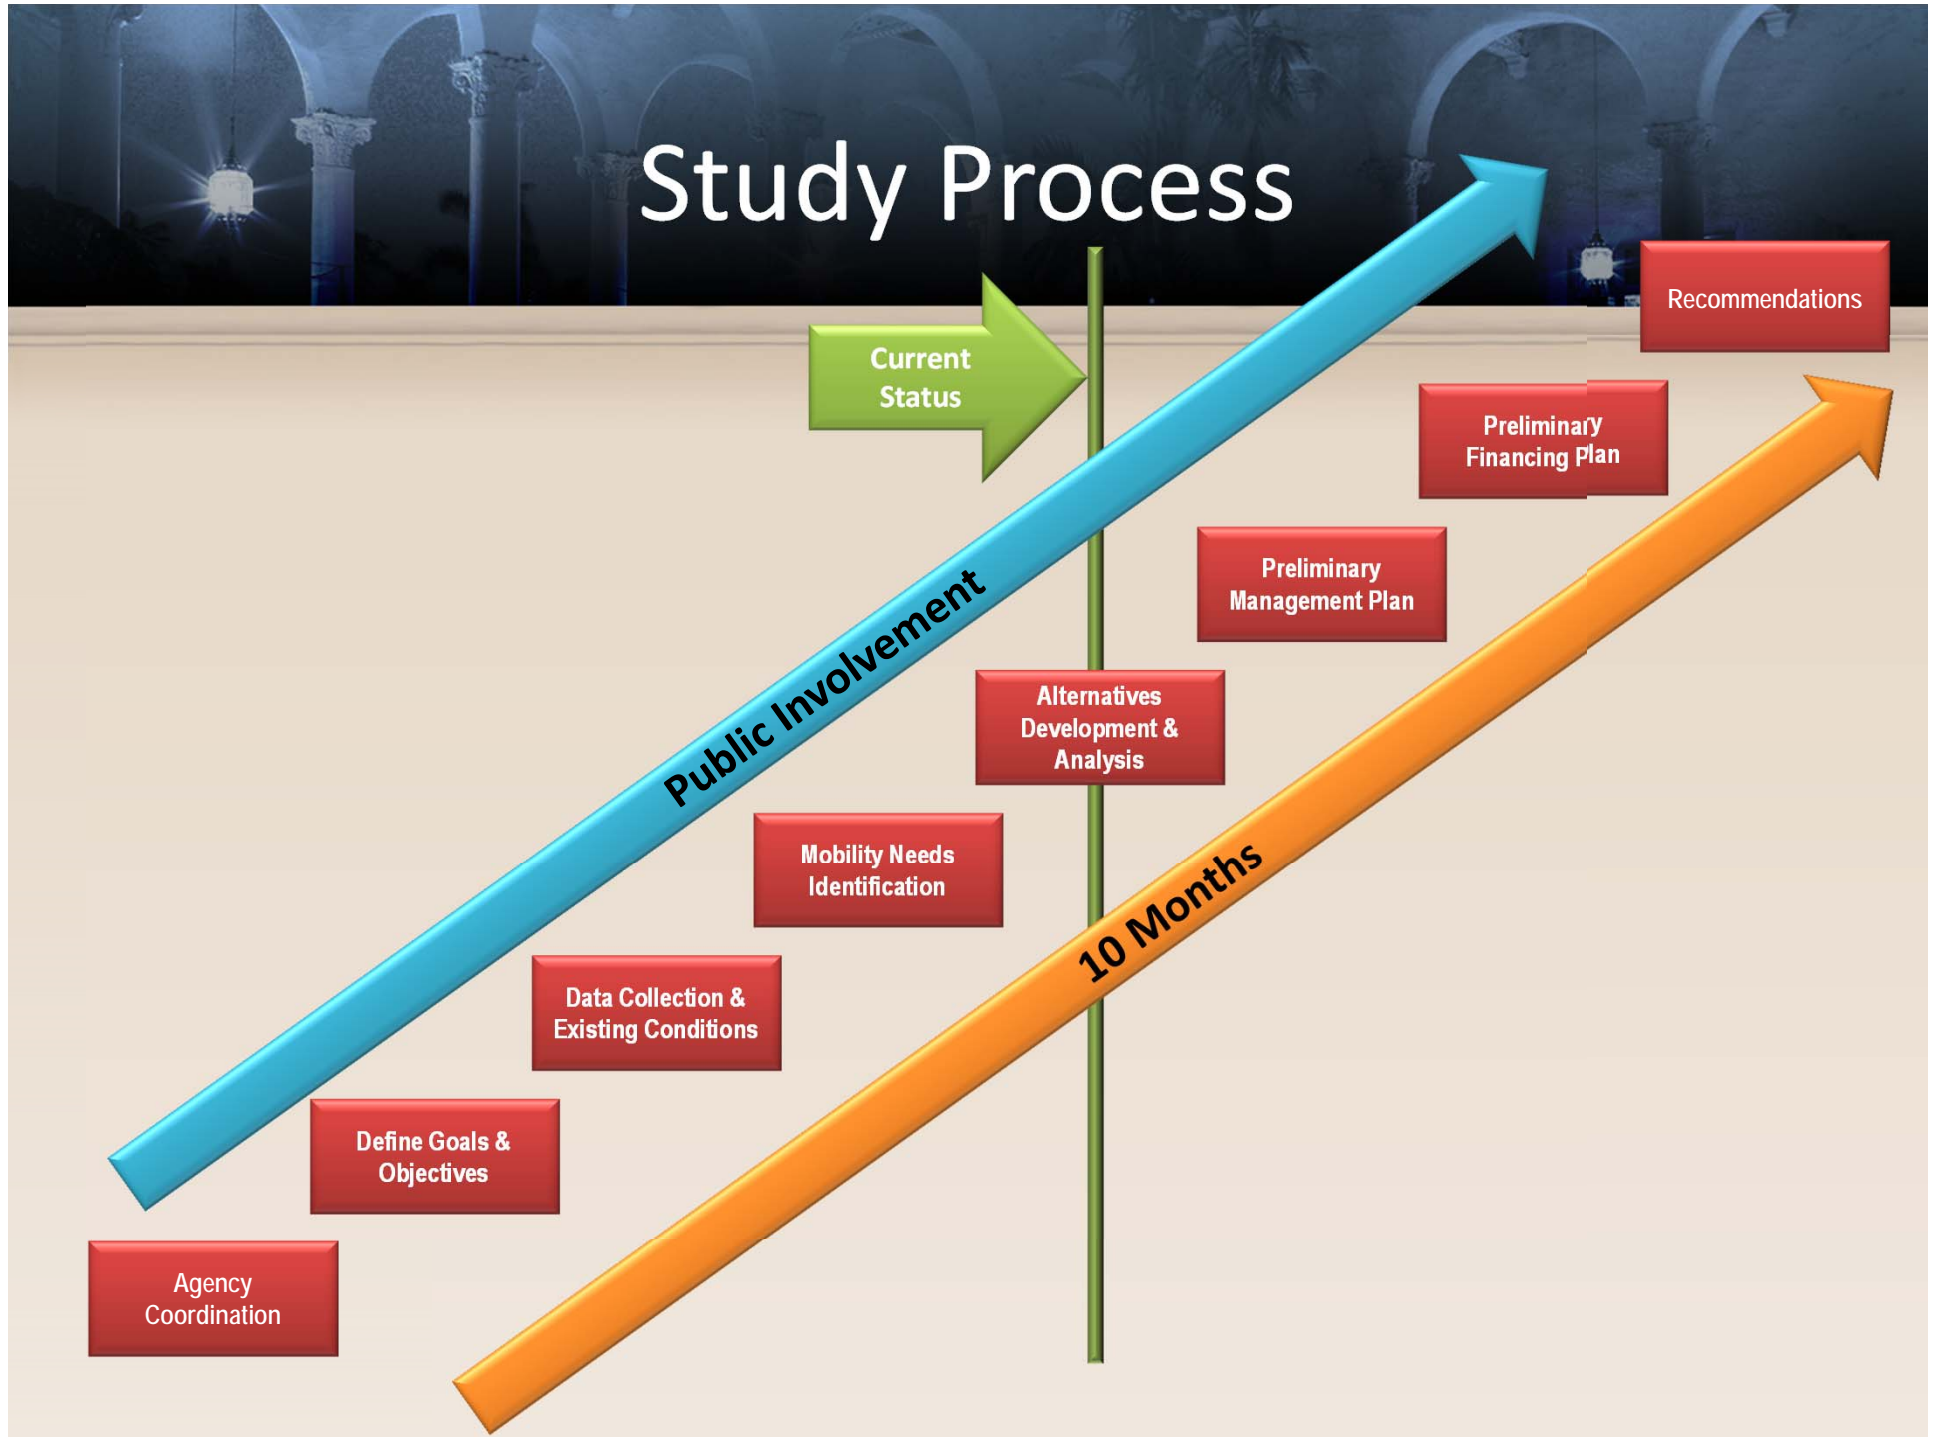 Study Process
Recommendations
Current
Status
Preliminary
Financing Plan
Preliminary
Management Plan
Public Involvement
Alternatives
Development &
Analysis
Mobility Needs
Identification
10 Months
Data Collection &
Existing Conditions
Define Goals &
Objectives
Agency
Coordination